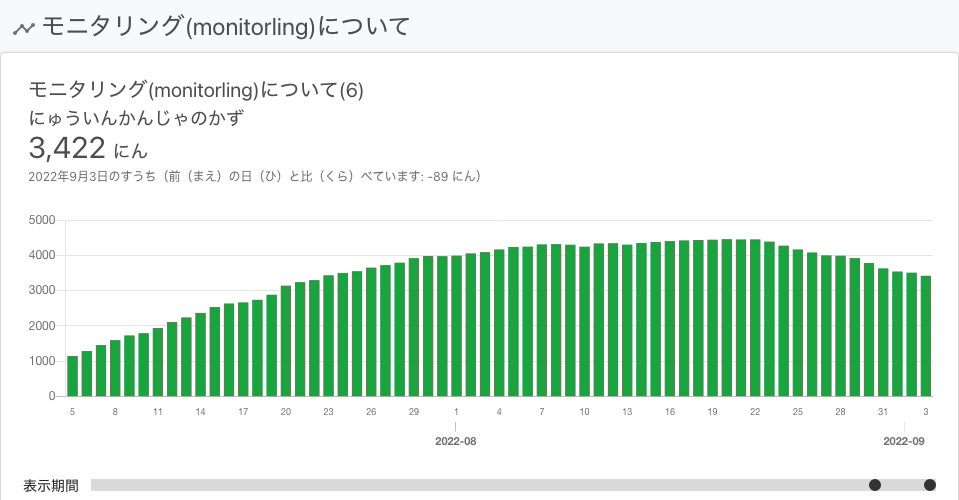 モニタリング(monitorling)について
モニタリング(monitorling)について(6)
にゅういんかんじゃのかず
3,422 にん
2022年9月3日のすうち（前（まえ）の日（ひ）と比（くら）べています: -89 にん）
5000
4000
3000
2000
1000
0
5 8 11 14 17 20 23 26 29 1 4 7 10 13 16 19 22 25 28 31 3
2022-08 2022-09
表示期間